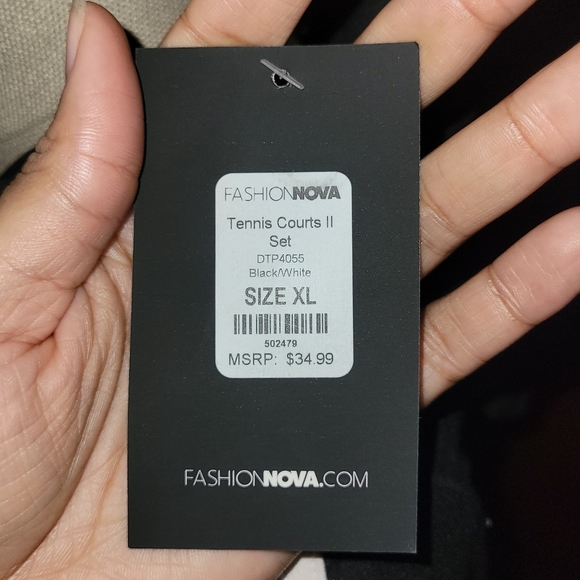 FASHIONNOVA
Tennis Courts II
Set
DTP4055
Black/White
SIZE XL
502479
MSRP: $34.99
FASHIONNOVA.COM